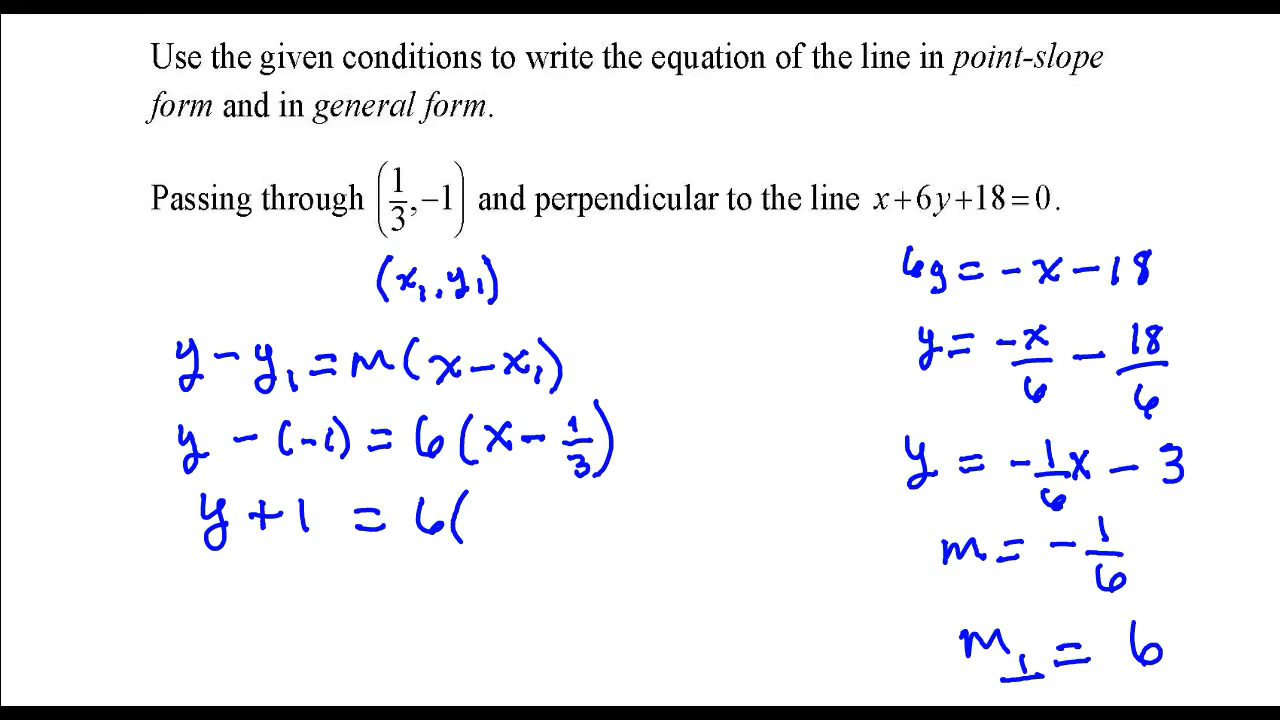 Use the given conditions to write the equation of the line in point-slope
form and in general form.
Passing through (1/3, −1) and perpendicular to the line x+6y+18=0.
(x₁, y₁)
y − y₁ = m(x − x₁)
y − (−1) = 6(x − 1/3)
y + 1 = 6(
6y = −x − 18
y = −x/6 − 18/6
y = −1/6x − 3
m = −1/6
m⊥ = 6